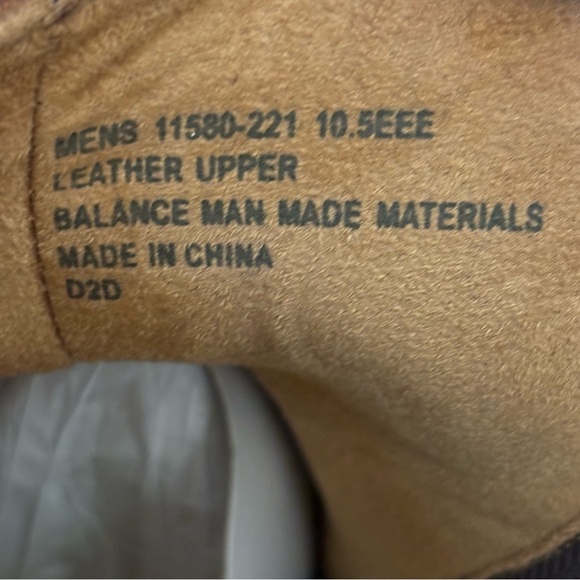 MENS 11580-221 10.5EEE
LEATHER UPPER
BALANCE MAN MADE MATERIALS
MADE IN CHINA
D2D